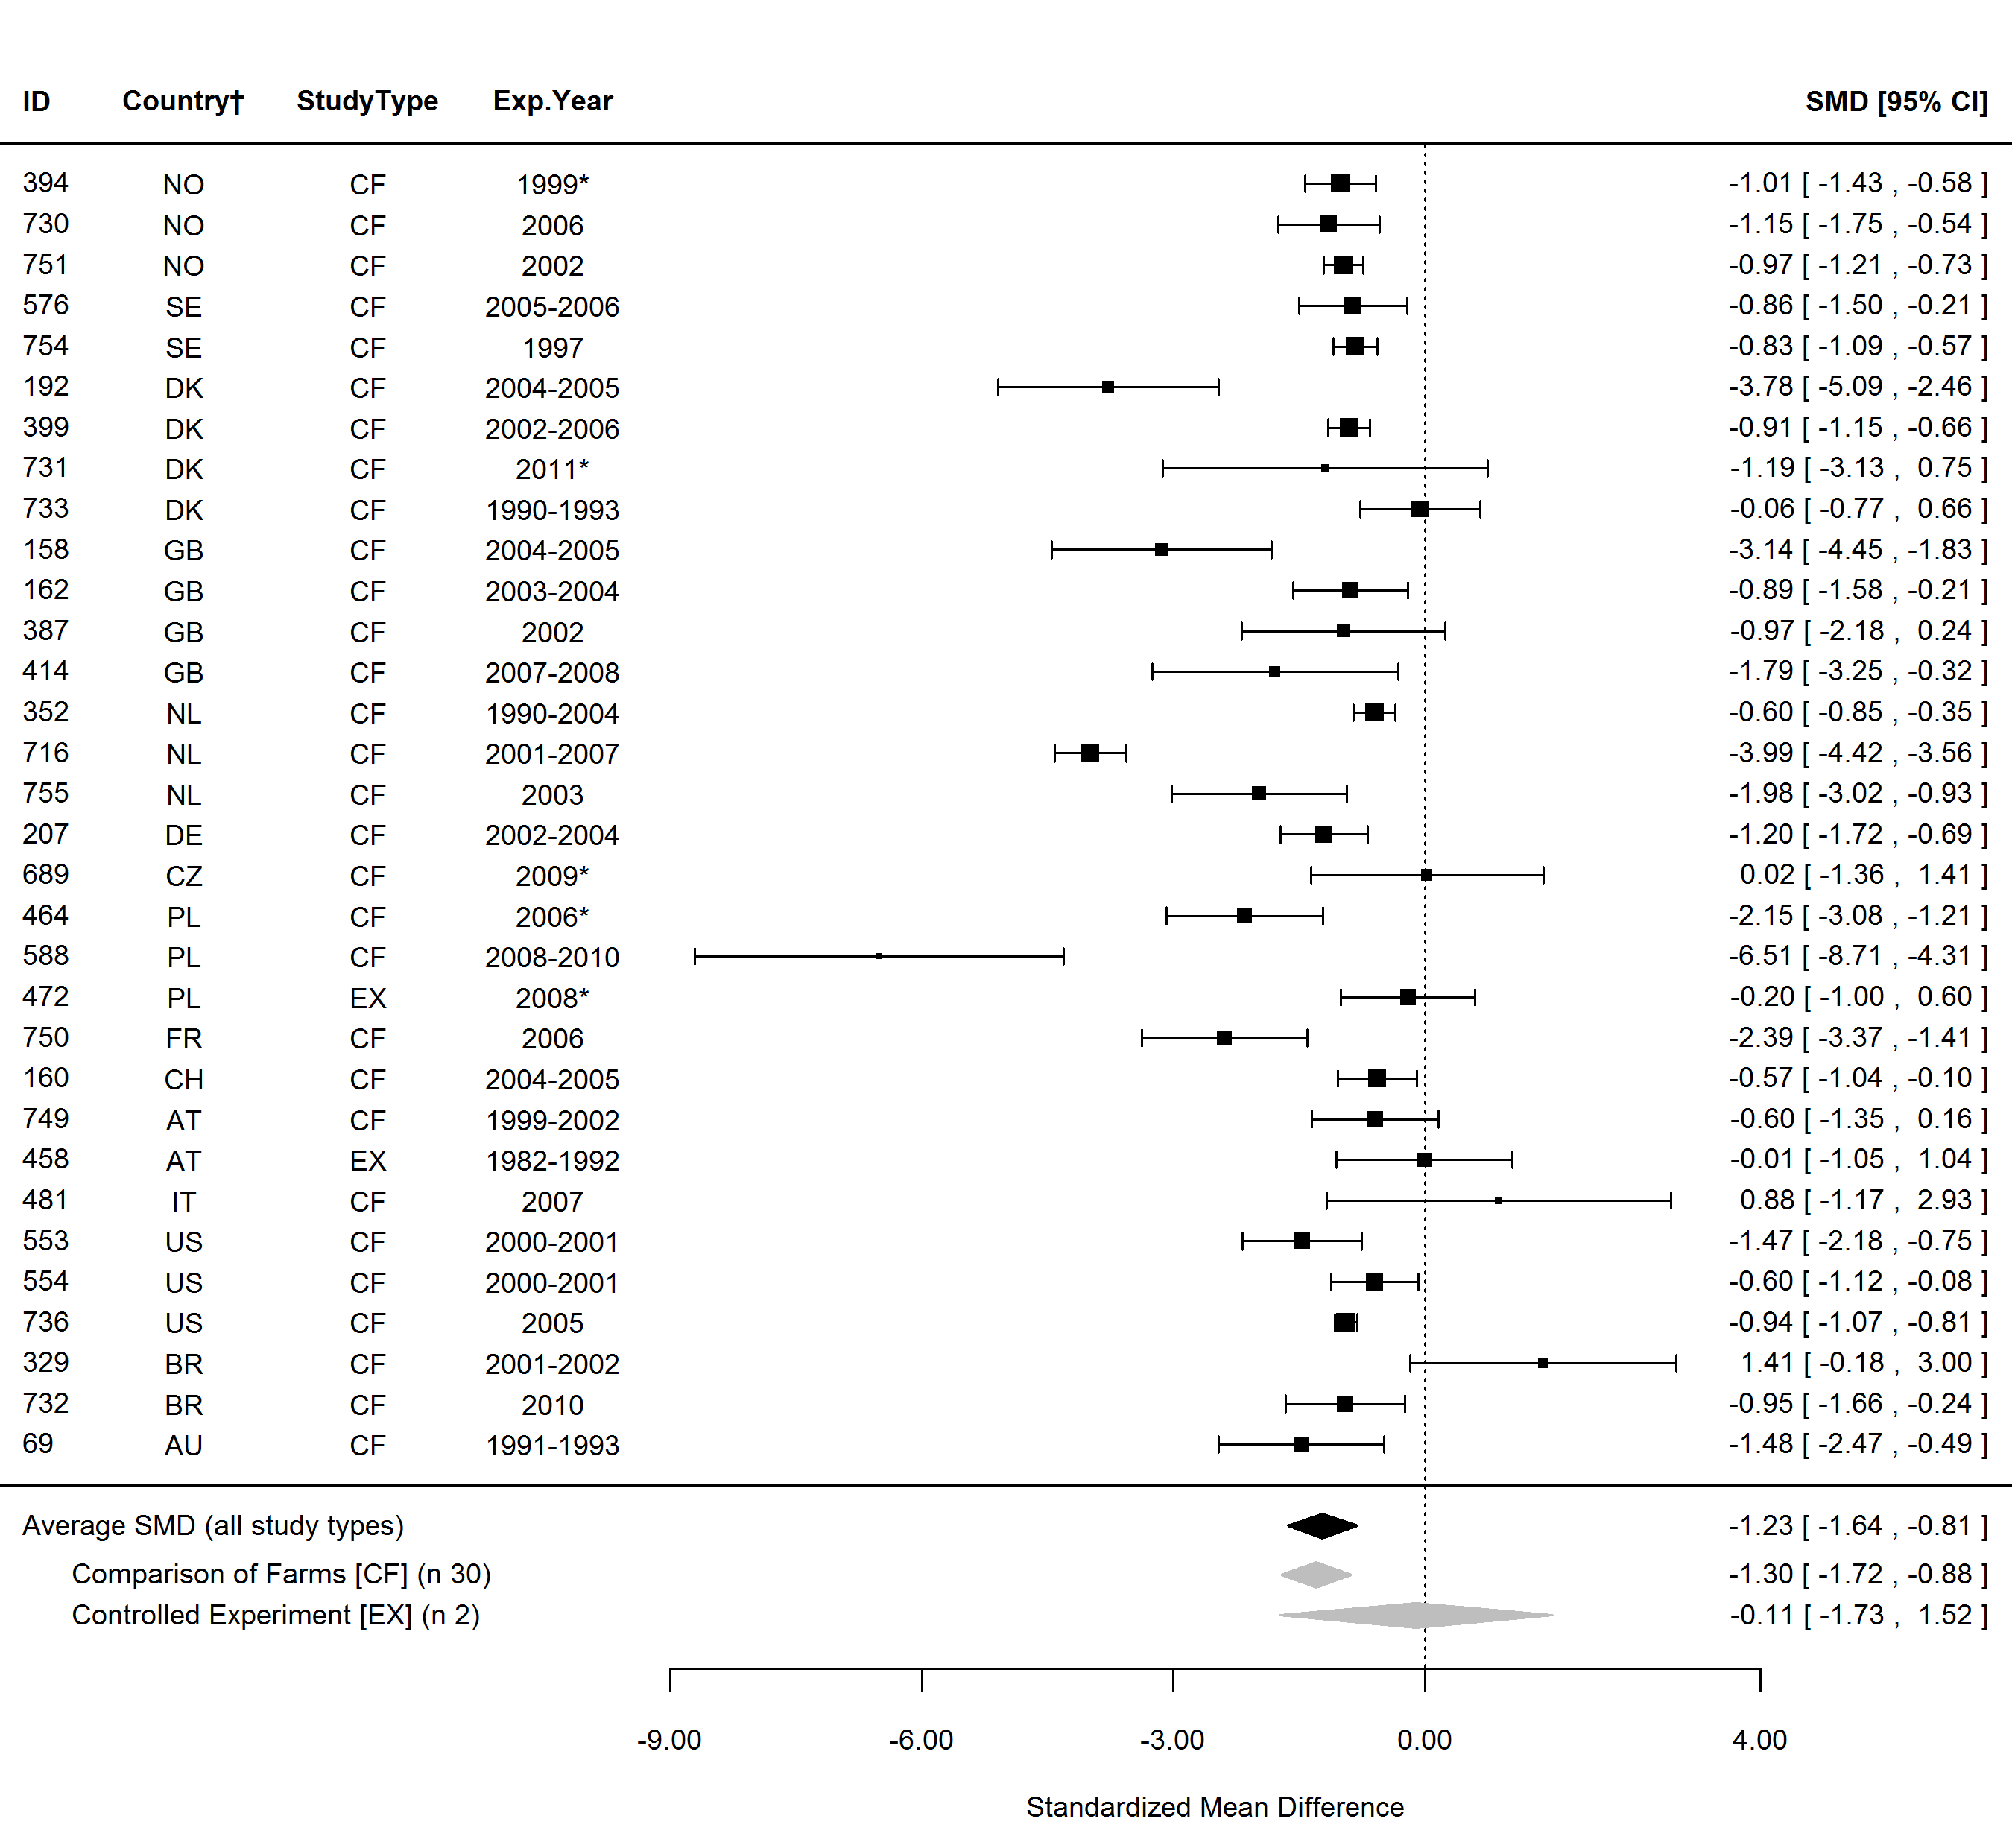 ID Country† StudyType Exp.Year SMD [95% CI]
394 NO CF 1999* -1.01 [ -1.43 , -0.58 ]
730 NO CF 2006 -1.15 [ -1.75 , -0.54 ]
751 NO CF 2002 -0.97 [ -1.21 , -0.73 ]
576 SE CF 2005-2006 -0.86 [ -1.50 , -0.21 ]
754 SE CF 1997 -0.83 [ -1.09 , -0.57 ]
192 DK CF 2004-2005 -3.78 [ -5.09 , -2.46 ]
399 DK CF 2002-2006 -0.91 [ -1.15 , -0.66 ]
731 DK CF 2011* -1.19 [ -3.13 , 0.75 ]
733 DK CF 1990-1993 -0.06 [ -0.77 , 0.66 ]
158 GB CF 2004-2005 -3.14 [ -4.45 , -1.83 ]
162 GB CF 2003-2004 -0.89 [ -1.58 , -0.21 ]
387 GB CF 2002 -0.97 [ -2.18 , 0.24 ]
414 GB CF 2007-2008 -1.79 [ -3.25 , -0.32 ]
352 NL CF 1990-2004 -0.60 [ -0.85 , -0.35 ]
716 NL CF 2001-2007 -3.99 [ -4.42 , -3.56 ]
755 NL CF 2003 -1.98 [ -3.02 , -0.93 ]
207 DE CF 2002-2004 -1.20 [ -1.72 , -0.69 ]
689 CZ CF 2009* 0.02 [ -1.36 , 1.41 ]
464 PL CF 2006* -2.15 [ -3.08 , -1.21 ]
588 PL CF 2008-2010 -6.51 [ -8.71 , -4.31 ]
472 PL EX 2008* -0.20 [ -1.00 , 0.60 ]
750 FR CF 2006 -2.39 [ -3.37 , -1.41 ]
160 CH CF 2004-2005 -0.57 [ -1.04 , -0.10 ]
749 AT CF 1999-2002 -0.60 [ -1.35 , 0.16 ]
458 AT EX 1982-1992 -0.01 [ -1.05 , 1.04 ]
481 IT CF 2007 0.88 [ -1.17 , 2.93 ]
553 US CF 2000-2001 -1.47 [ -2.18 , -0.75 ]
554 US CF 2000-2001 -0.60 [ -1.12 , -0.08 ]
736 US CF 2005 -0.94 [ -1.07 , -0.81 ]
329 BR CF 2001-2002 1.41 [ -0.18 , 3.00 ]
732 BR CF 2010 -0.95 [ -1.66 , -0.24 ]
69 AU CF 1991-1993 -1.48 [ -2.47 , -0.49 ]
Average SMD (all study types) -1.23 [ -1.64 , -0.81 ]
Comparison of Farms [CF] (n 30) -1.30 [ -1.72 , -0.88 ]
Controlled Experiment [EX] (n 2) -0.11 [ -1.73 , 1.52 ]
-9.00 -6.00 -3.00 0.00 4.00
Standardized Mean Difference